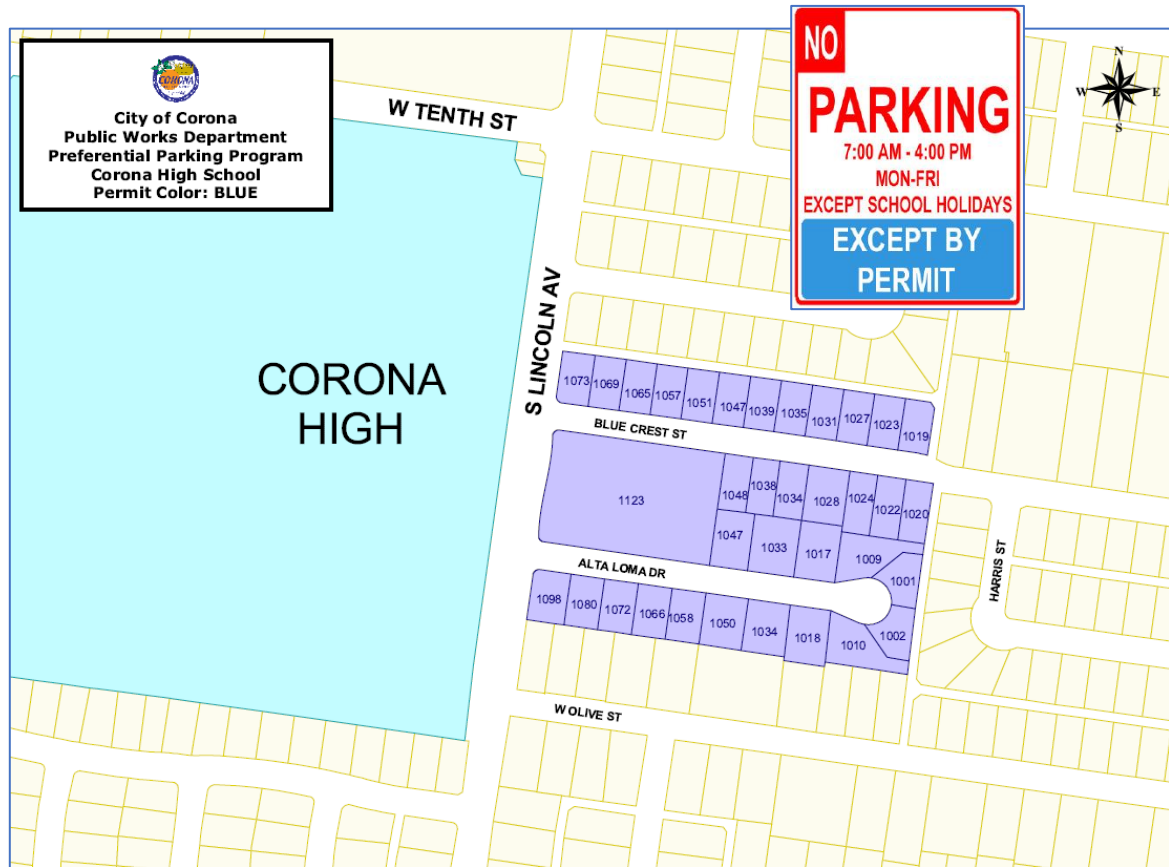 CORONA
City of Corona
Public Works Department
Preferential Parking Program
Corona High School
Permit Color: BLUE
NO
PARKING
7:00 AM - 4:00 PM
MON-FRI
EXCEPT SCHOOL HOLIDAYS
EXCEPT BY
PERMIT
N
W E
S
W TENTH ST
S LINCOLN AV
CORONA
HIGH
1073 1069 1065 1057 1051 1047 1039 1035 1031 1027 1023 1019
BLUE CREST ST
1123
1048 1038 1034 1028 1024 1022 1020
1047 1033 1017 1009 1001
HARRIS ST
ALTA LOMA DR
1098 1080 1072 1066 1058 1050 1034 1018 1010 1002
W OLIVE ST